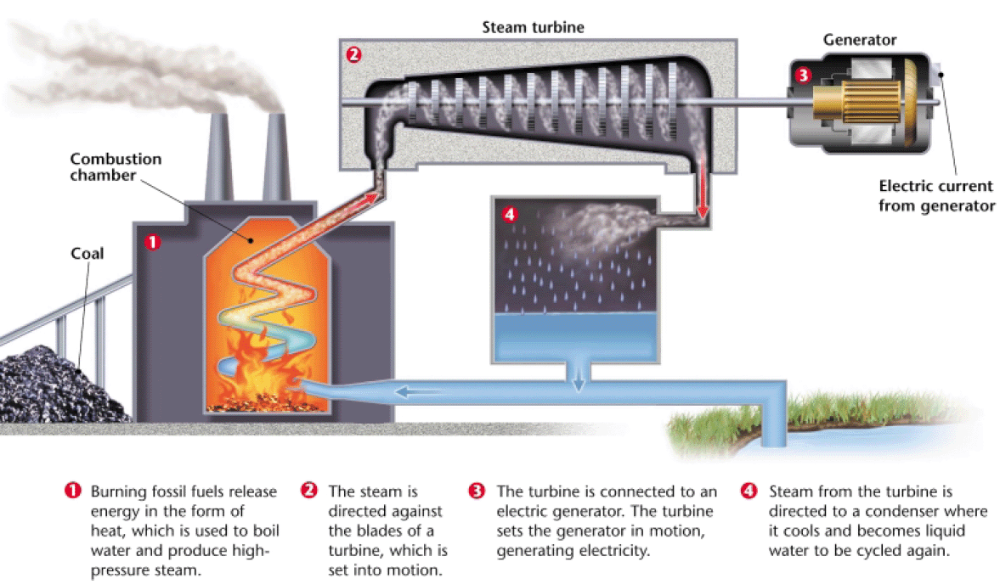 Steam turbine
2
Generator
3
Combustion
chamber
Electric current
from generator
4
1
Coal
1 Burning fossil fuels release
energy in the form of
heat, which is used to boil
water and produce high-
pressure steam.
2 The steam is
directed against
the blades of a
turbine, which is
set into motion.
3 The turbine is connected to an
electric generator. The turbine
sets the generator in motion,
generating electricity.
4 Steam from the turbine is
directed to a condenser where
it cools and becomes liquid
water to be cycled again.